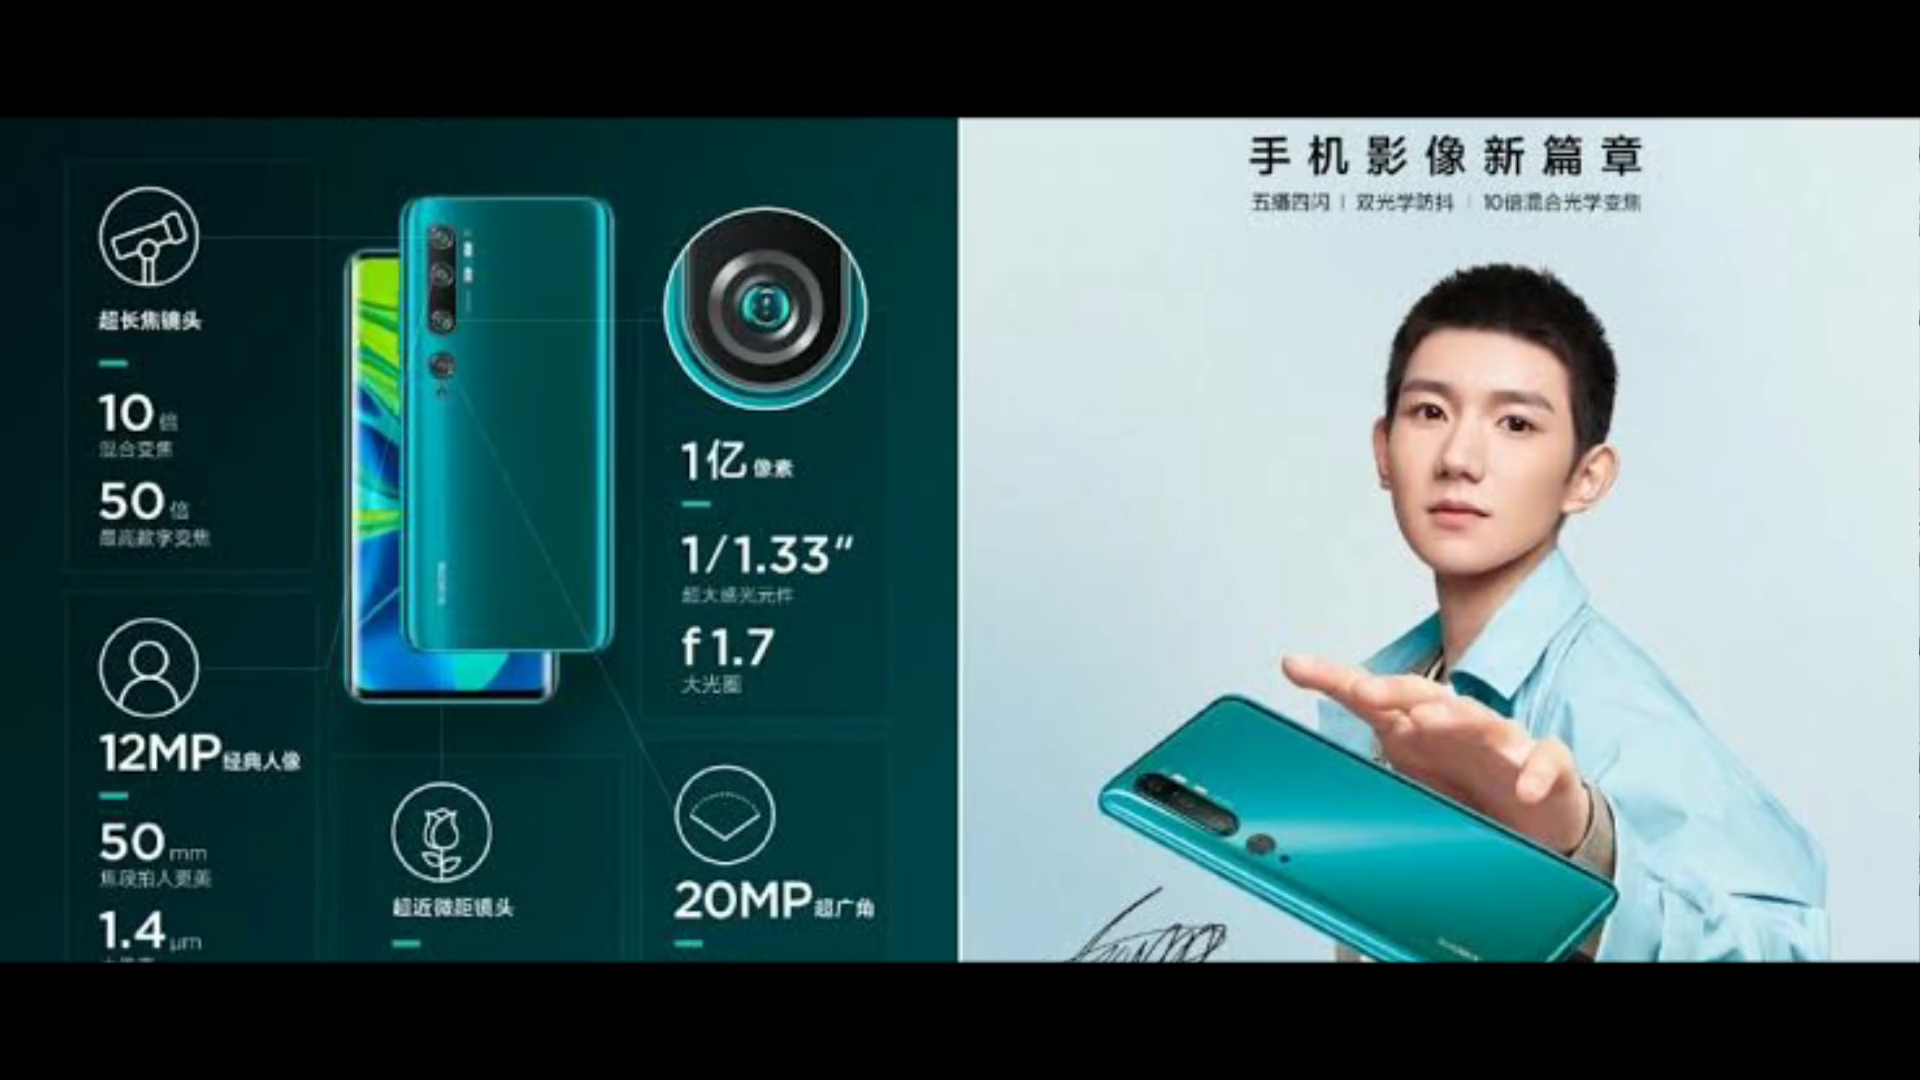 超长焦镜头
10倍
混合变焦
50倍
最高数字变焦
12MP经典人像
50mm
焦段拍人更美
1.4μm
超近微距镜头
1亿像素
1/1.33“
超大感光元件
f1.7
大光圈
20MP超广角
手机影像新篇章
五摄四闪 | 双光学防抖 | 10倍混合光学变焦